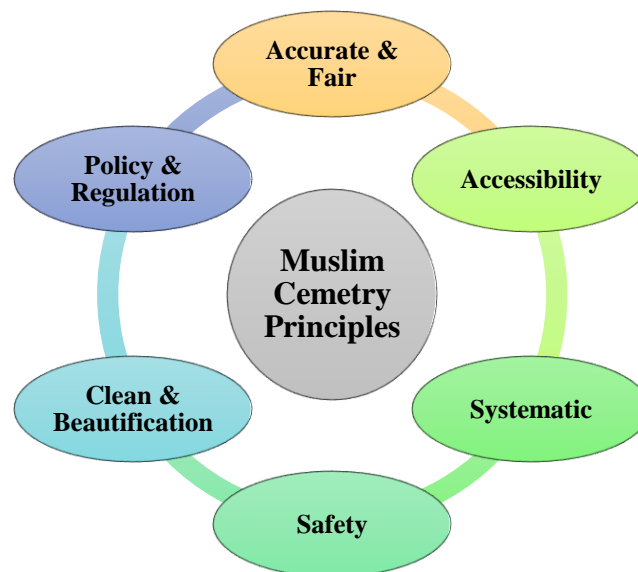 Accurate &
Fair
Accessibility
Systematic
Safety
Clean &
Beautification
Policy &
Regulation
Muslim
Cemetry
Principles